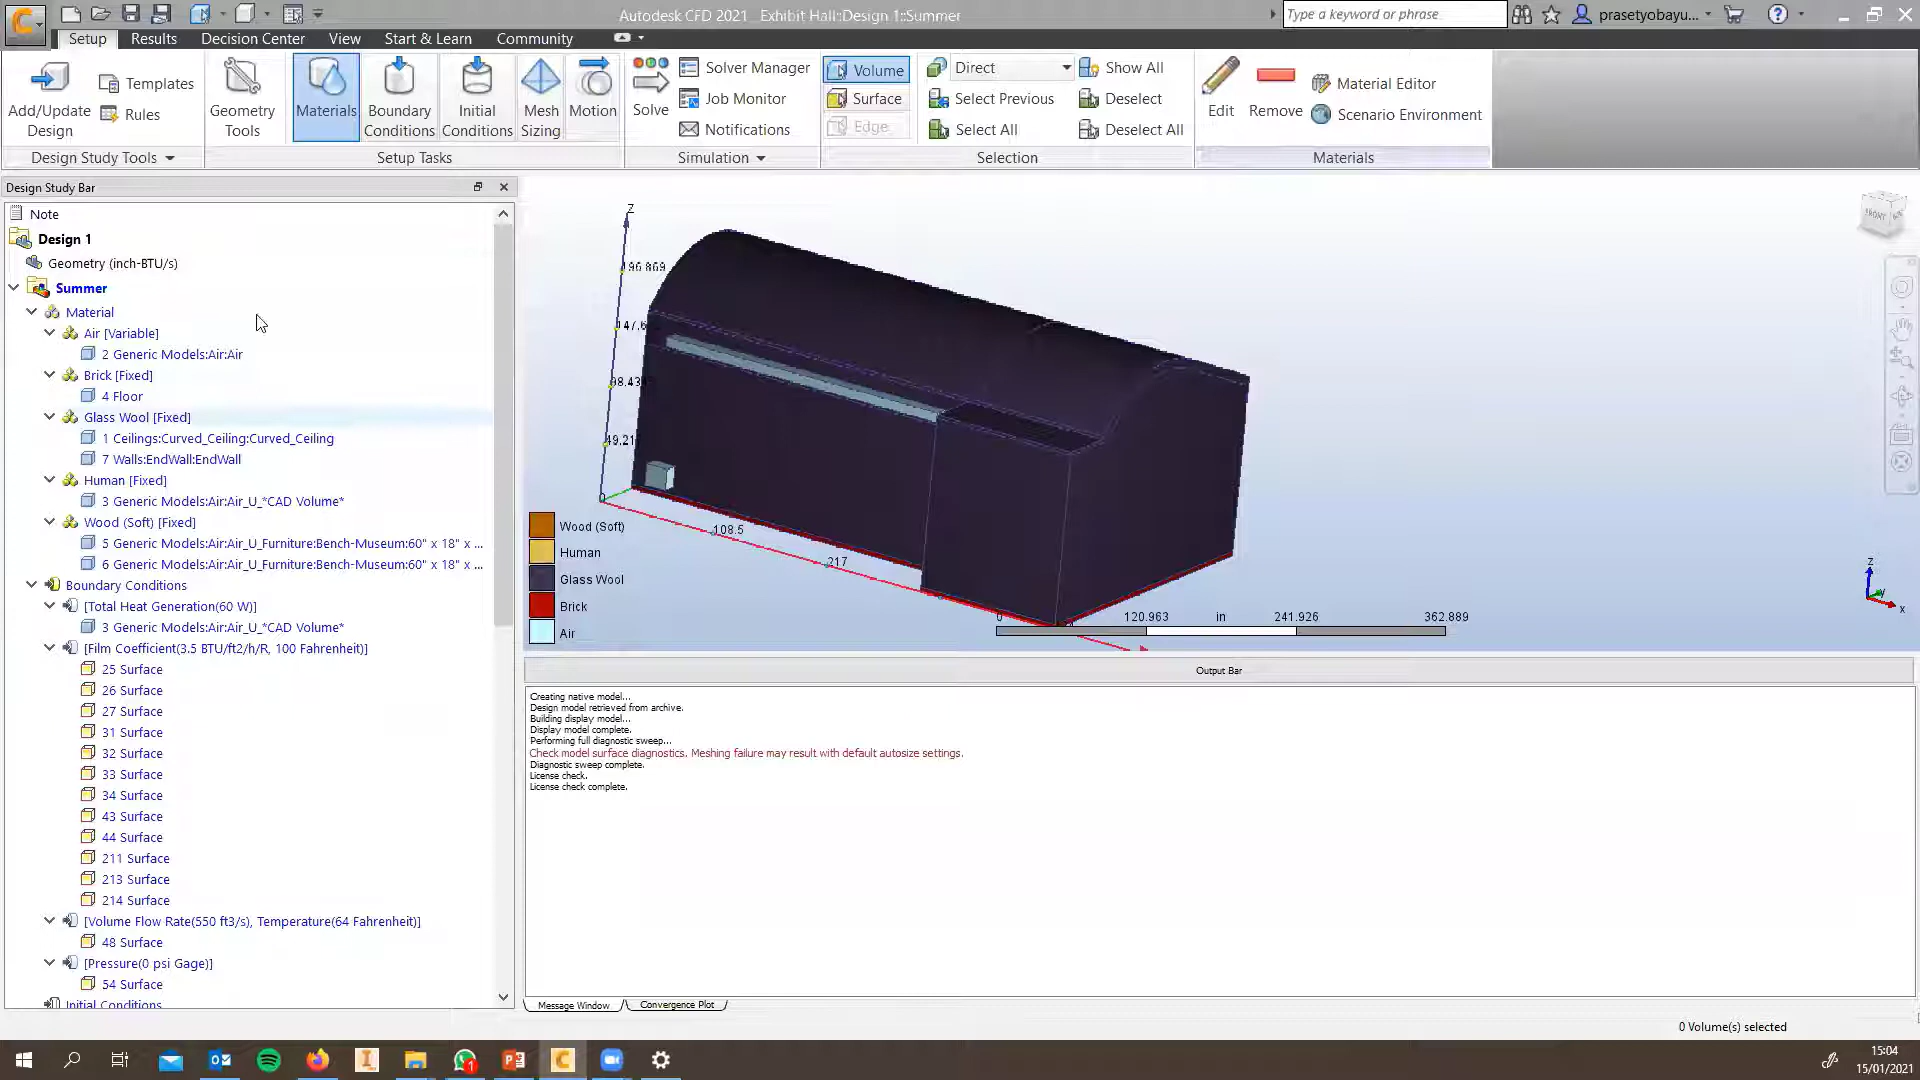 Autodesk CFD 2021 Exhibit Hall::Design 1::Summer
Type a keyword or phrase
prasetyobayu...
Setup
Results
Decision Center
View
Start & Learn
Community
Add/Update
Design
Templates
Rules
Design Study Tools
Geometry
Tools
Materials
Boundary
Conditions
Initial
Conditions
Mesh
Sizing
Motion
Setup Tasks
Solve
Solver Manager
Job Monitor
Notifications
Simulation
Volume
Surface
Edge
Direct
Select Previous
Select All
Show All
Deselect
Deselect All
Selection
Edit
Remove
Material Editor
Scenario Environment
Materials
Design Study Bar
Note
Design 1
Geometry (inch-BTU/s)
Summer
Material
Air [Variable]
2 Generic Models:Air:Air
Brick [Fixed]
4 Floor
Glass Wool [Fixed]
1 Ceilings:Curved_Ceiling:Curved_Ceiling
7 Walls:EndWall:EndWall
Human [Fixed]
3 Generic Models:Air:Air_U_*CAD Volume*
Wood (Soft) [Fixed]
5 Generic Models:Air:Air_U_Furniture:Bench-Museum:60" x 18" x ...
6 Generic Models:Air:Air_U_Furniture:Bench-Museum:60" x 18" x ...
Boundary Conditions
[Total Heat Generation(60 W)]
3 Generic Models:Air:Air_U_*CAD Volume*
[Film Coefficient(3.5 BTU/ft2/h/R, 100 Fahrenheit)]
25 Surface
26 Surface
27 Surface
31 Surface
32 Surface
33 Surface
34 Surface
43 Surface
44 Surface
211 Surface
213 Surface
214 Surface
[Volume Flow Rate(550 ft3/s), Temperature(64 Fahrenheit)]
48 Surface
[Pressure(0 psi Gage)]
54 Surface
Initial Conditions
Z
196.869
147.6
98.43
49.21
0
108.5
217
Wood (Soft)
Human
Glass Wool
Brick
Air
0 120.963 in 241.926 362.889
FRONT
Z
Y
X
Output Bar
Creating native model...
Design model retrieved from archive.
Building display model...
Display model complete.
Performing full diagnostic sweep...
Check model surface diagnostics. Meshing failure may result with default autosize settings.
Diagnostic sweep complete.
License check.
License check complete.
Message Window
Convergence Plot
0 Volume(s) selected
15:04
15/01/2021